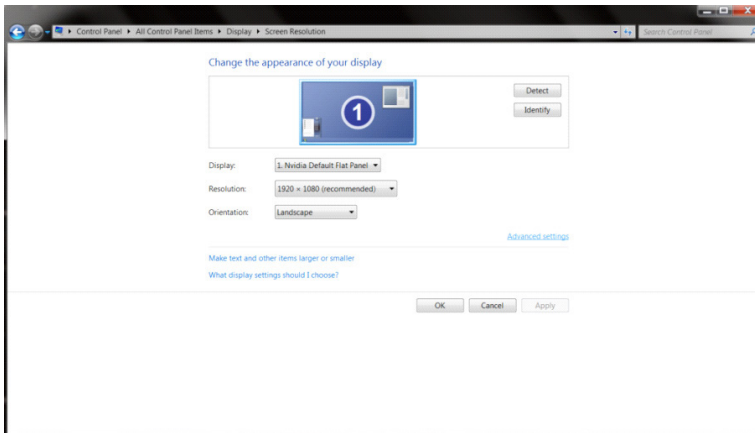 Control Panel ▸ All Control Panel Items ▸ Display ▸ Screen Resolution
Search Control Panel
Change the appearance of your display
1
Detect
Identify
Display: 1. Nvidia Default Flat Panel
Resolution: 1920 × 1080 (recommended)
Orientation: Landscape
Advanced settings
Make text and other items larger or smaller
What display settings should I choose?
OK Cancel Apply